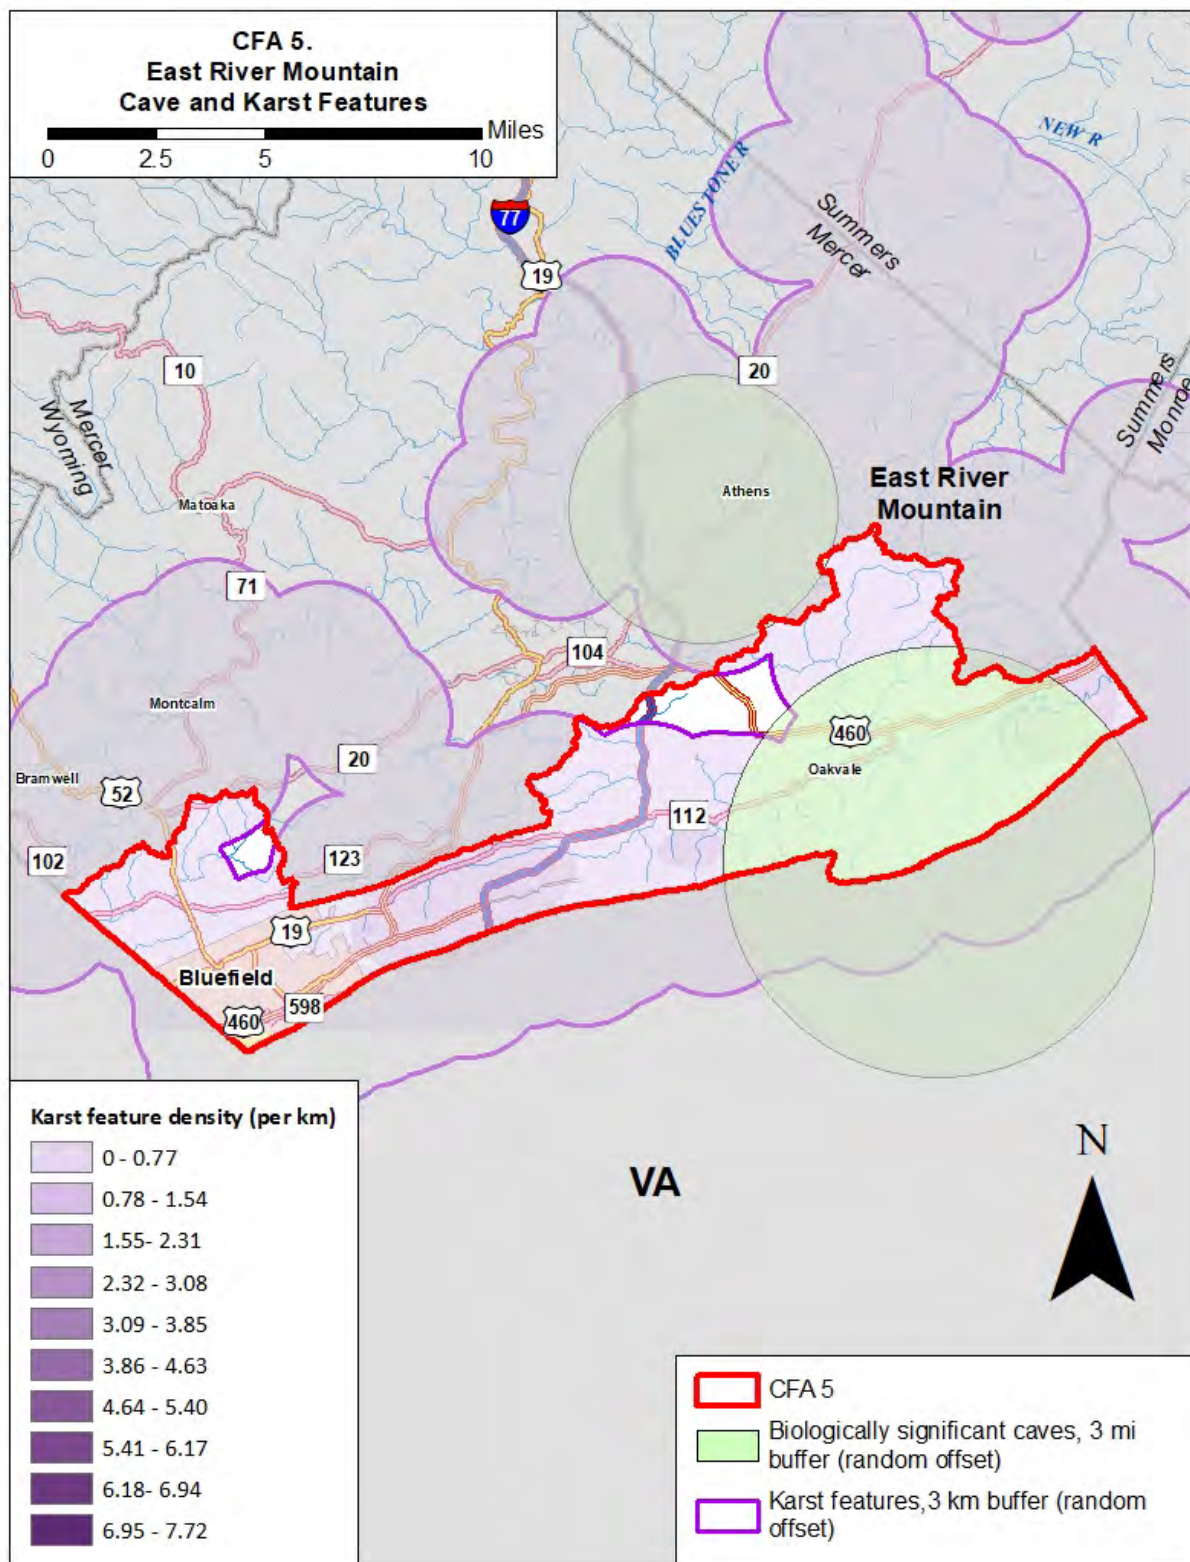 CFA 5.
East River Mountain
Cave and Karst Features
Miles
0 2.5 5 10
77
19
BLUESTONE R
NEW R
Summers
Mercer
10
20
Summers
Monroe
Mercer
Wyoming
Matoaka
Athens
East River
Mountain
71
104
Montcalm
20
Bramwell
52
460
Oakvale
112
102
123
19
Bluefield
598
460
Karst feature density (per km)
0 - 0.77
0.78 - 1.54
1.55- 2.31
2.32 - 3.08
3.09 - 3.85
3.86 - 4.63
4.64 - 5.40
5.41 - 6.17
6.18- 6.94
6.95 - 7.72
VA
N
CFA 5
Biologically significant caves, 3 mi
buffer (random offset)
Karst features,3 km buffer (random
offset)